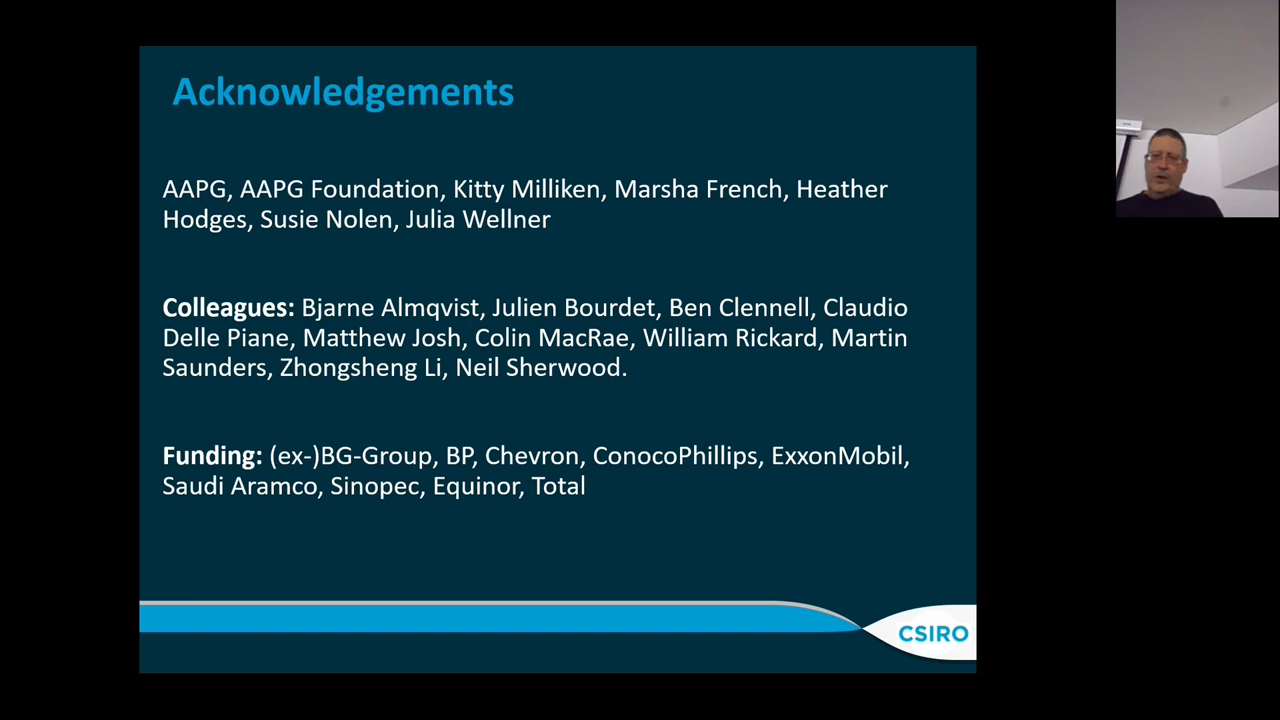 Acknowledgements
AAPG, AAPG Foundation, Kitty Milliken, Marsha French, Heather
Hodges, Susie Nolen, Julia Wellner
Colleagues: Bjarne Almqvist, Julien Bourdet, Ben Clennell, Claudio
Delle Piane, Matthew Josh, Colin MacRae, William Rickard, Martin
Saunders, Zhongsheng Li, Neil Sherwood.
Funding: (ex-)BG-Group, BP, Chevron, ConocoPhillips, ExxonMobil,
Saudi Aramco, Sinopec, Equinor, Total
CSIRO